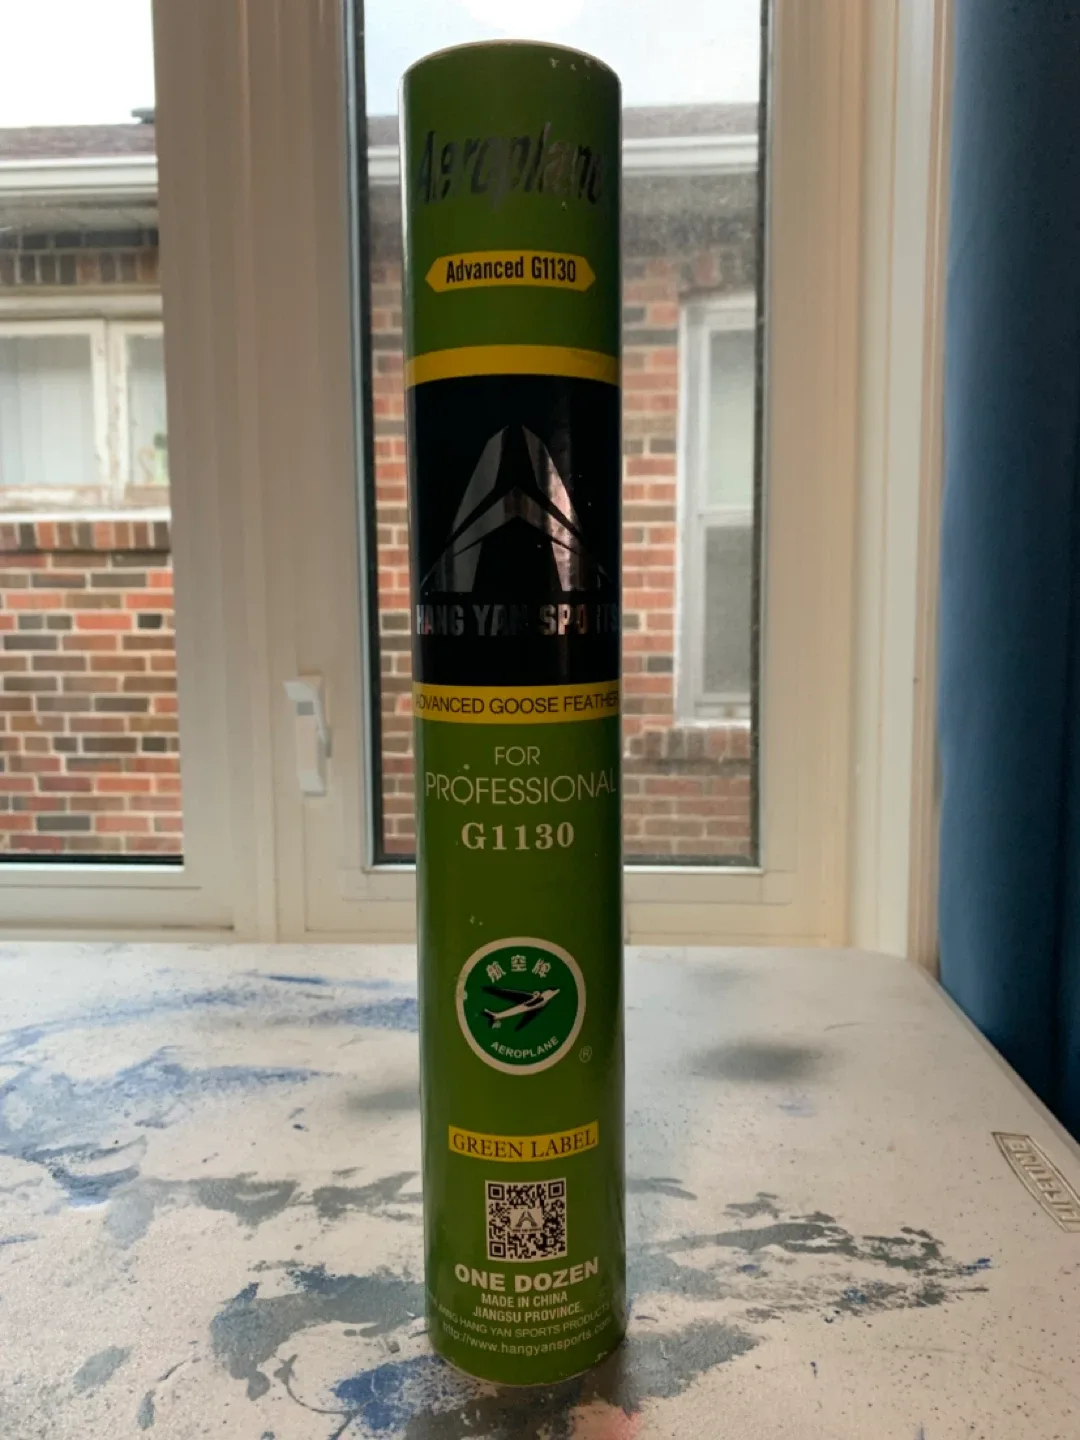 Aeroplane
Advanced G1130
HANG YAN SPORTS
ADVANCED GOOSE FEATHER
FOR
PROFESSIONAL
G1130
航空牌
AEROPLANE
®
GREEN LABEL
ONE DOZEN
MADE IN CHINA
JIANGSU PROVINCE.
HANG YAN SPORTS PRODUCTS
http://www.hangyansports.com
LIFETIME